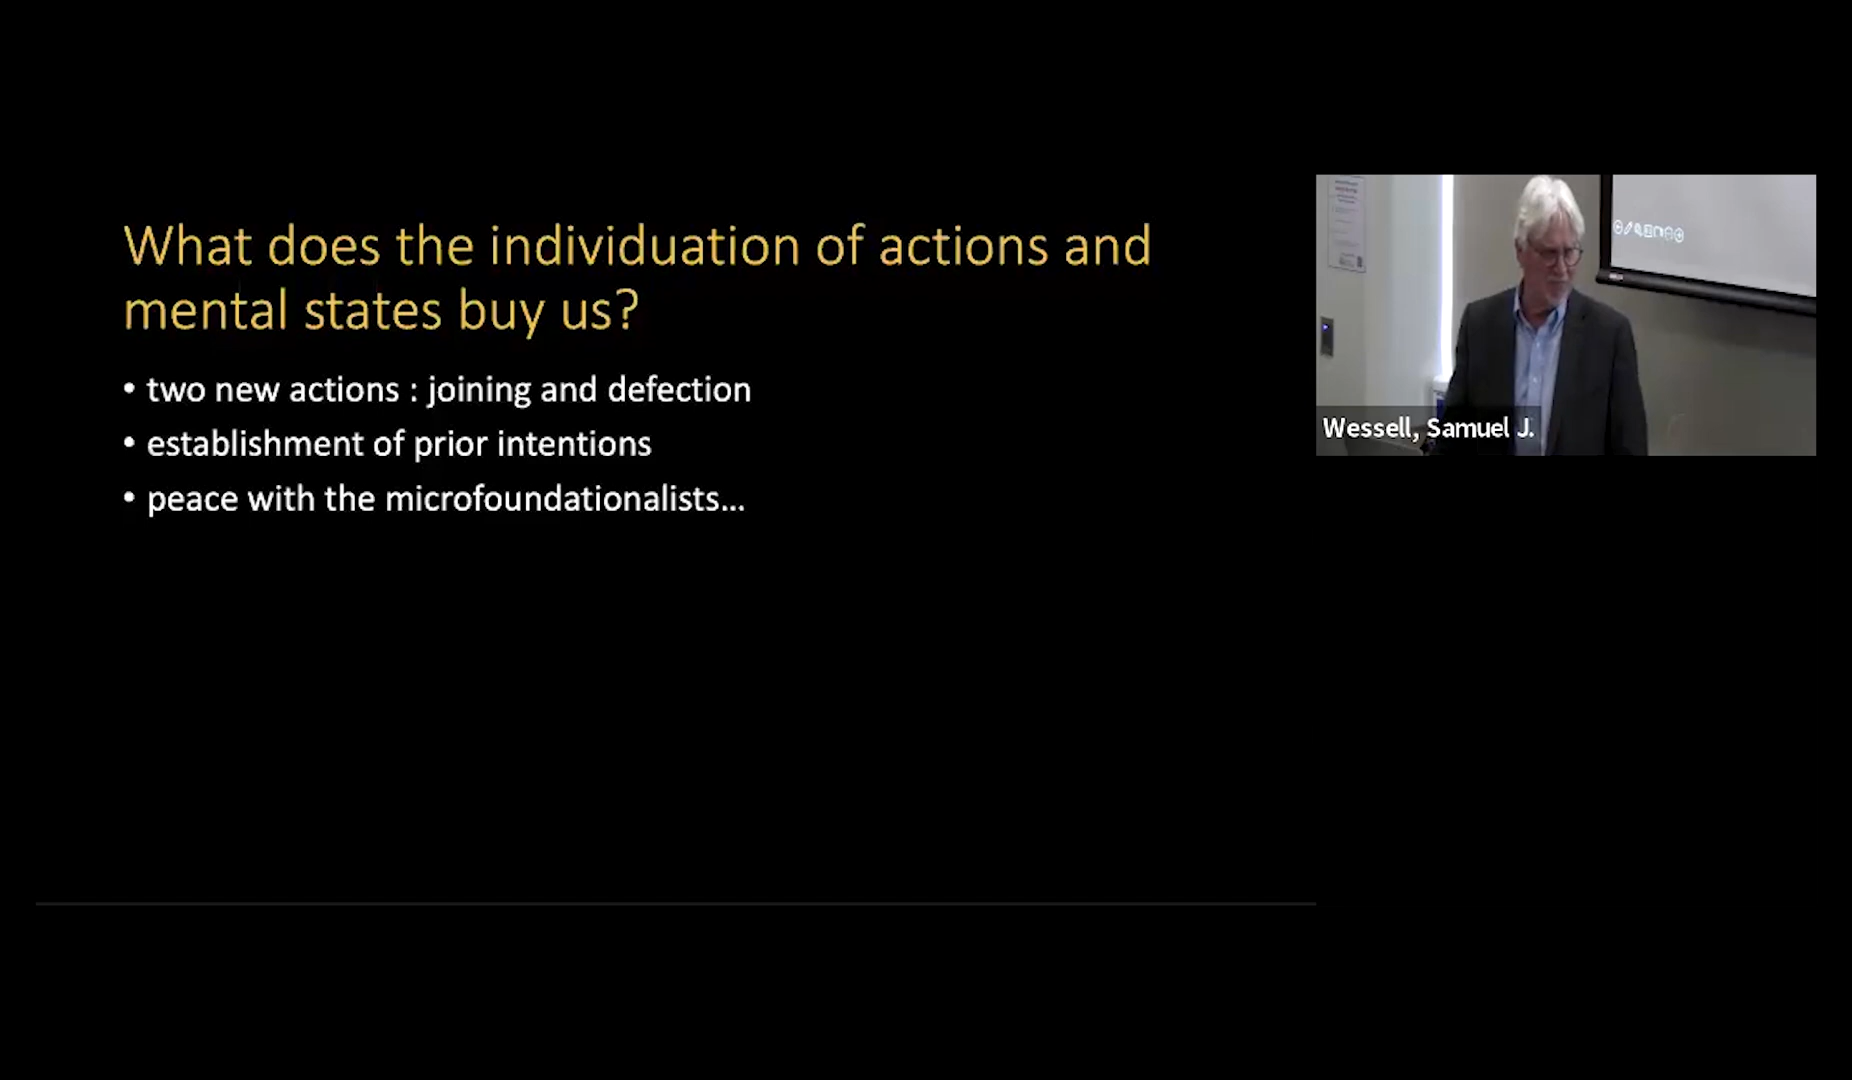 What does the individuation of actions and
mental states buy us?
• two new actions : joining and defection
• establishment of prior intentions
• peace with the microfoundationalists...
Wessell, Samuel J.